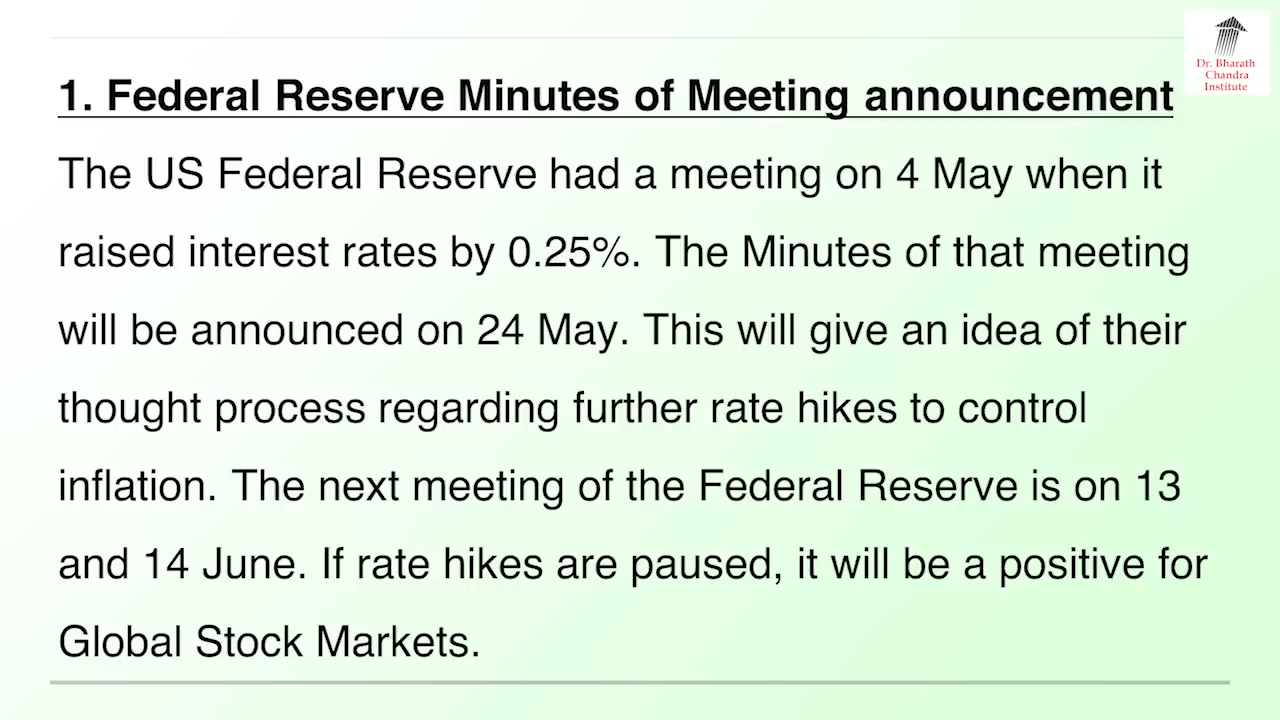 1. Federal Reserve Minutes of Meeting announcement
The US Federal Reserve had a meeting on 4 May when it
raised interest rates by 0.25%. The Minutes of that meeting
will be announced on 24 May. This will give an idea of their
thought process regarding further rate hikes to control
inflation. The next meeting of the Federal Reserve is on 13
and 14 June. If rate hikes are paused, it will be a positive for
Global Stock Markets.
Dr. Bharath
Chandra
Institute